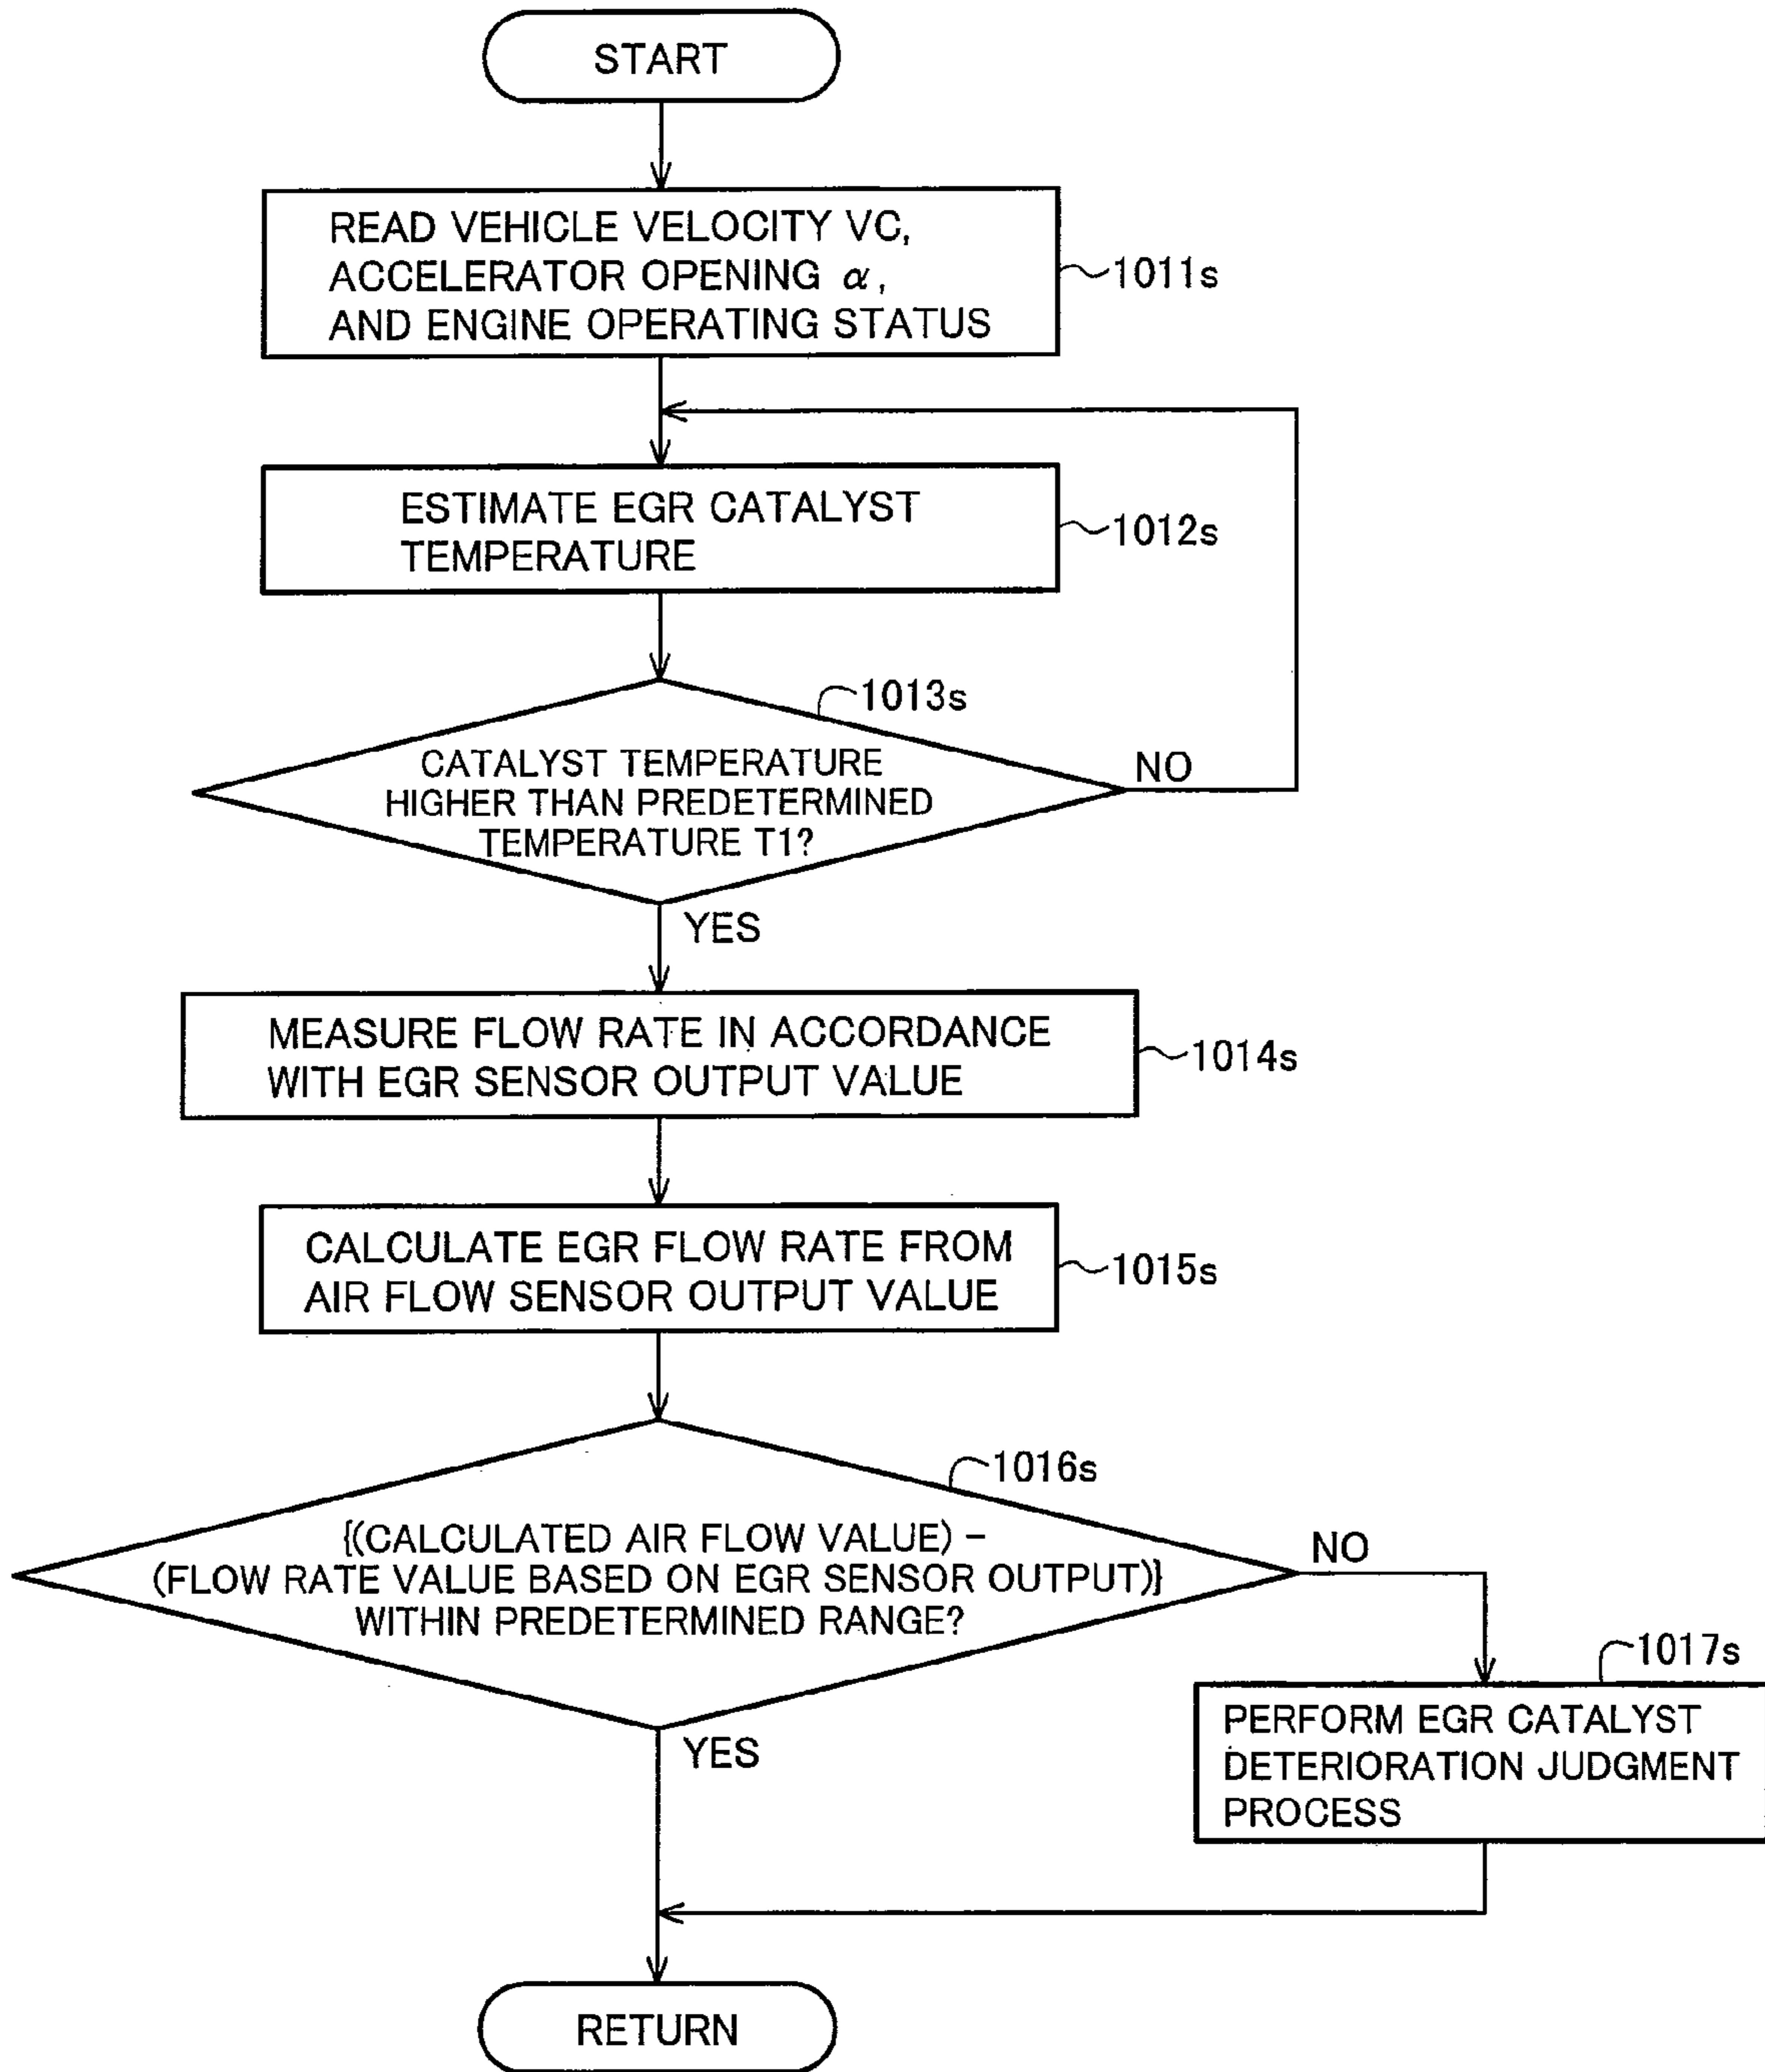 START
READ VEHICLE VELOCITY VC,
ACCELERATOR OPENING α,
AND ENGINE OPERATING STATUS
1011s
ESTIMATE EGR CATALYST
TEMPERATURE
1012s
1013s
CATALYST TEMPERATURE
HIGHER THAN PREDETERMINED
TEMPERATURE T1?
NO
YES
MEASURE FLOW RATE IN ACCORDANCE
WITH EGR SENSOR OUTPUT VALUE
1014s
CALCULATE EGR FLOW RATE FROM
AIR FLOW SENSOR OUTPUT VALUE
1015s
1016s
{(CALCULATED AIR FLOW VALUE) –
(FLOW RATE VALUE BASED ON EGR SENSOR OUTPUT)}
WITHIN PREDETERMINED RANGE?
NO
YES
1017s
PERFORM EGR CATALYST
DETERIORATION JUDGMENT
PROCESS
RETURN